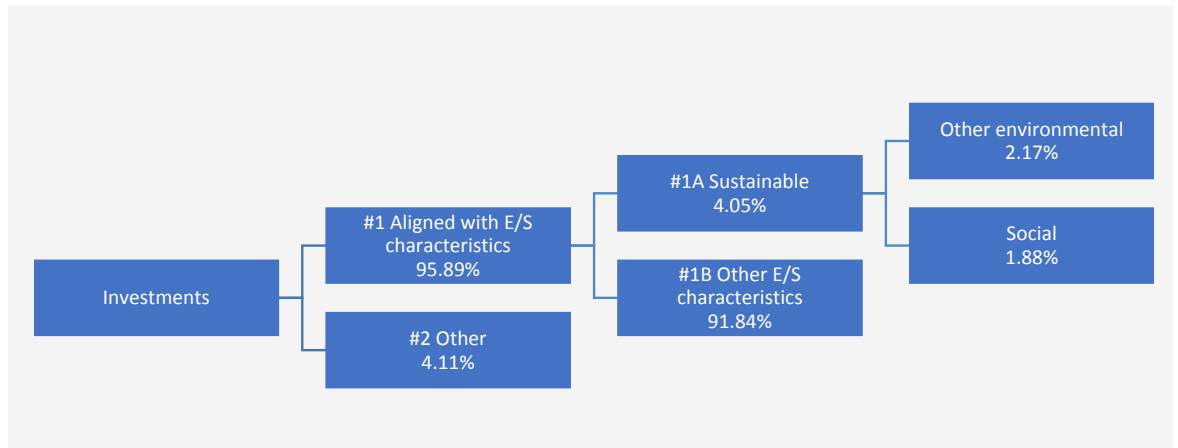 Investments
#1 Aligned with E/S
characteristics
95.89%
#2 Other
4.11%
#1A Sustainable
4.05%
#1B Other E/S
characteristics
91.84%
Other environmental
2.17%
Social
1.88%